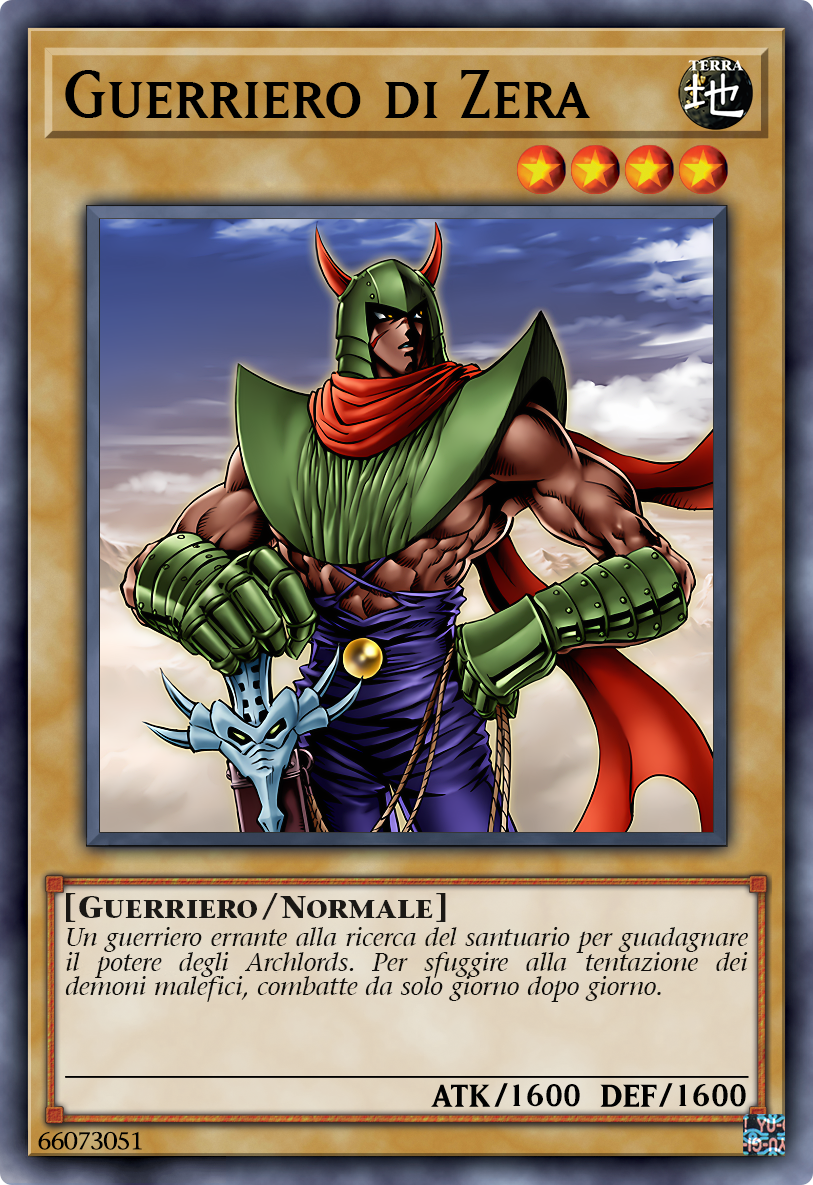 Guerriero di Zera
TERRA
地
[Guerriero/Normale]
Un guerriero errante alla ricerca del santuario per guadagnare
il potere degli Archlords. Per sfuggire alla tentazione dei
demoni malefici, combatte da solo giorno dopo giorno.
ATK/1600 DEF/1600
66073051